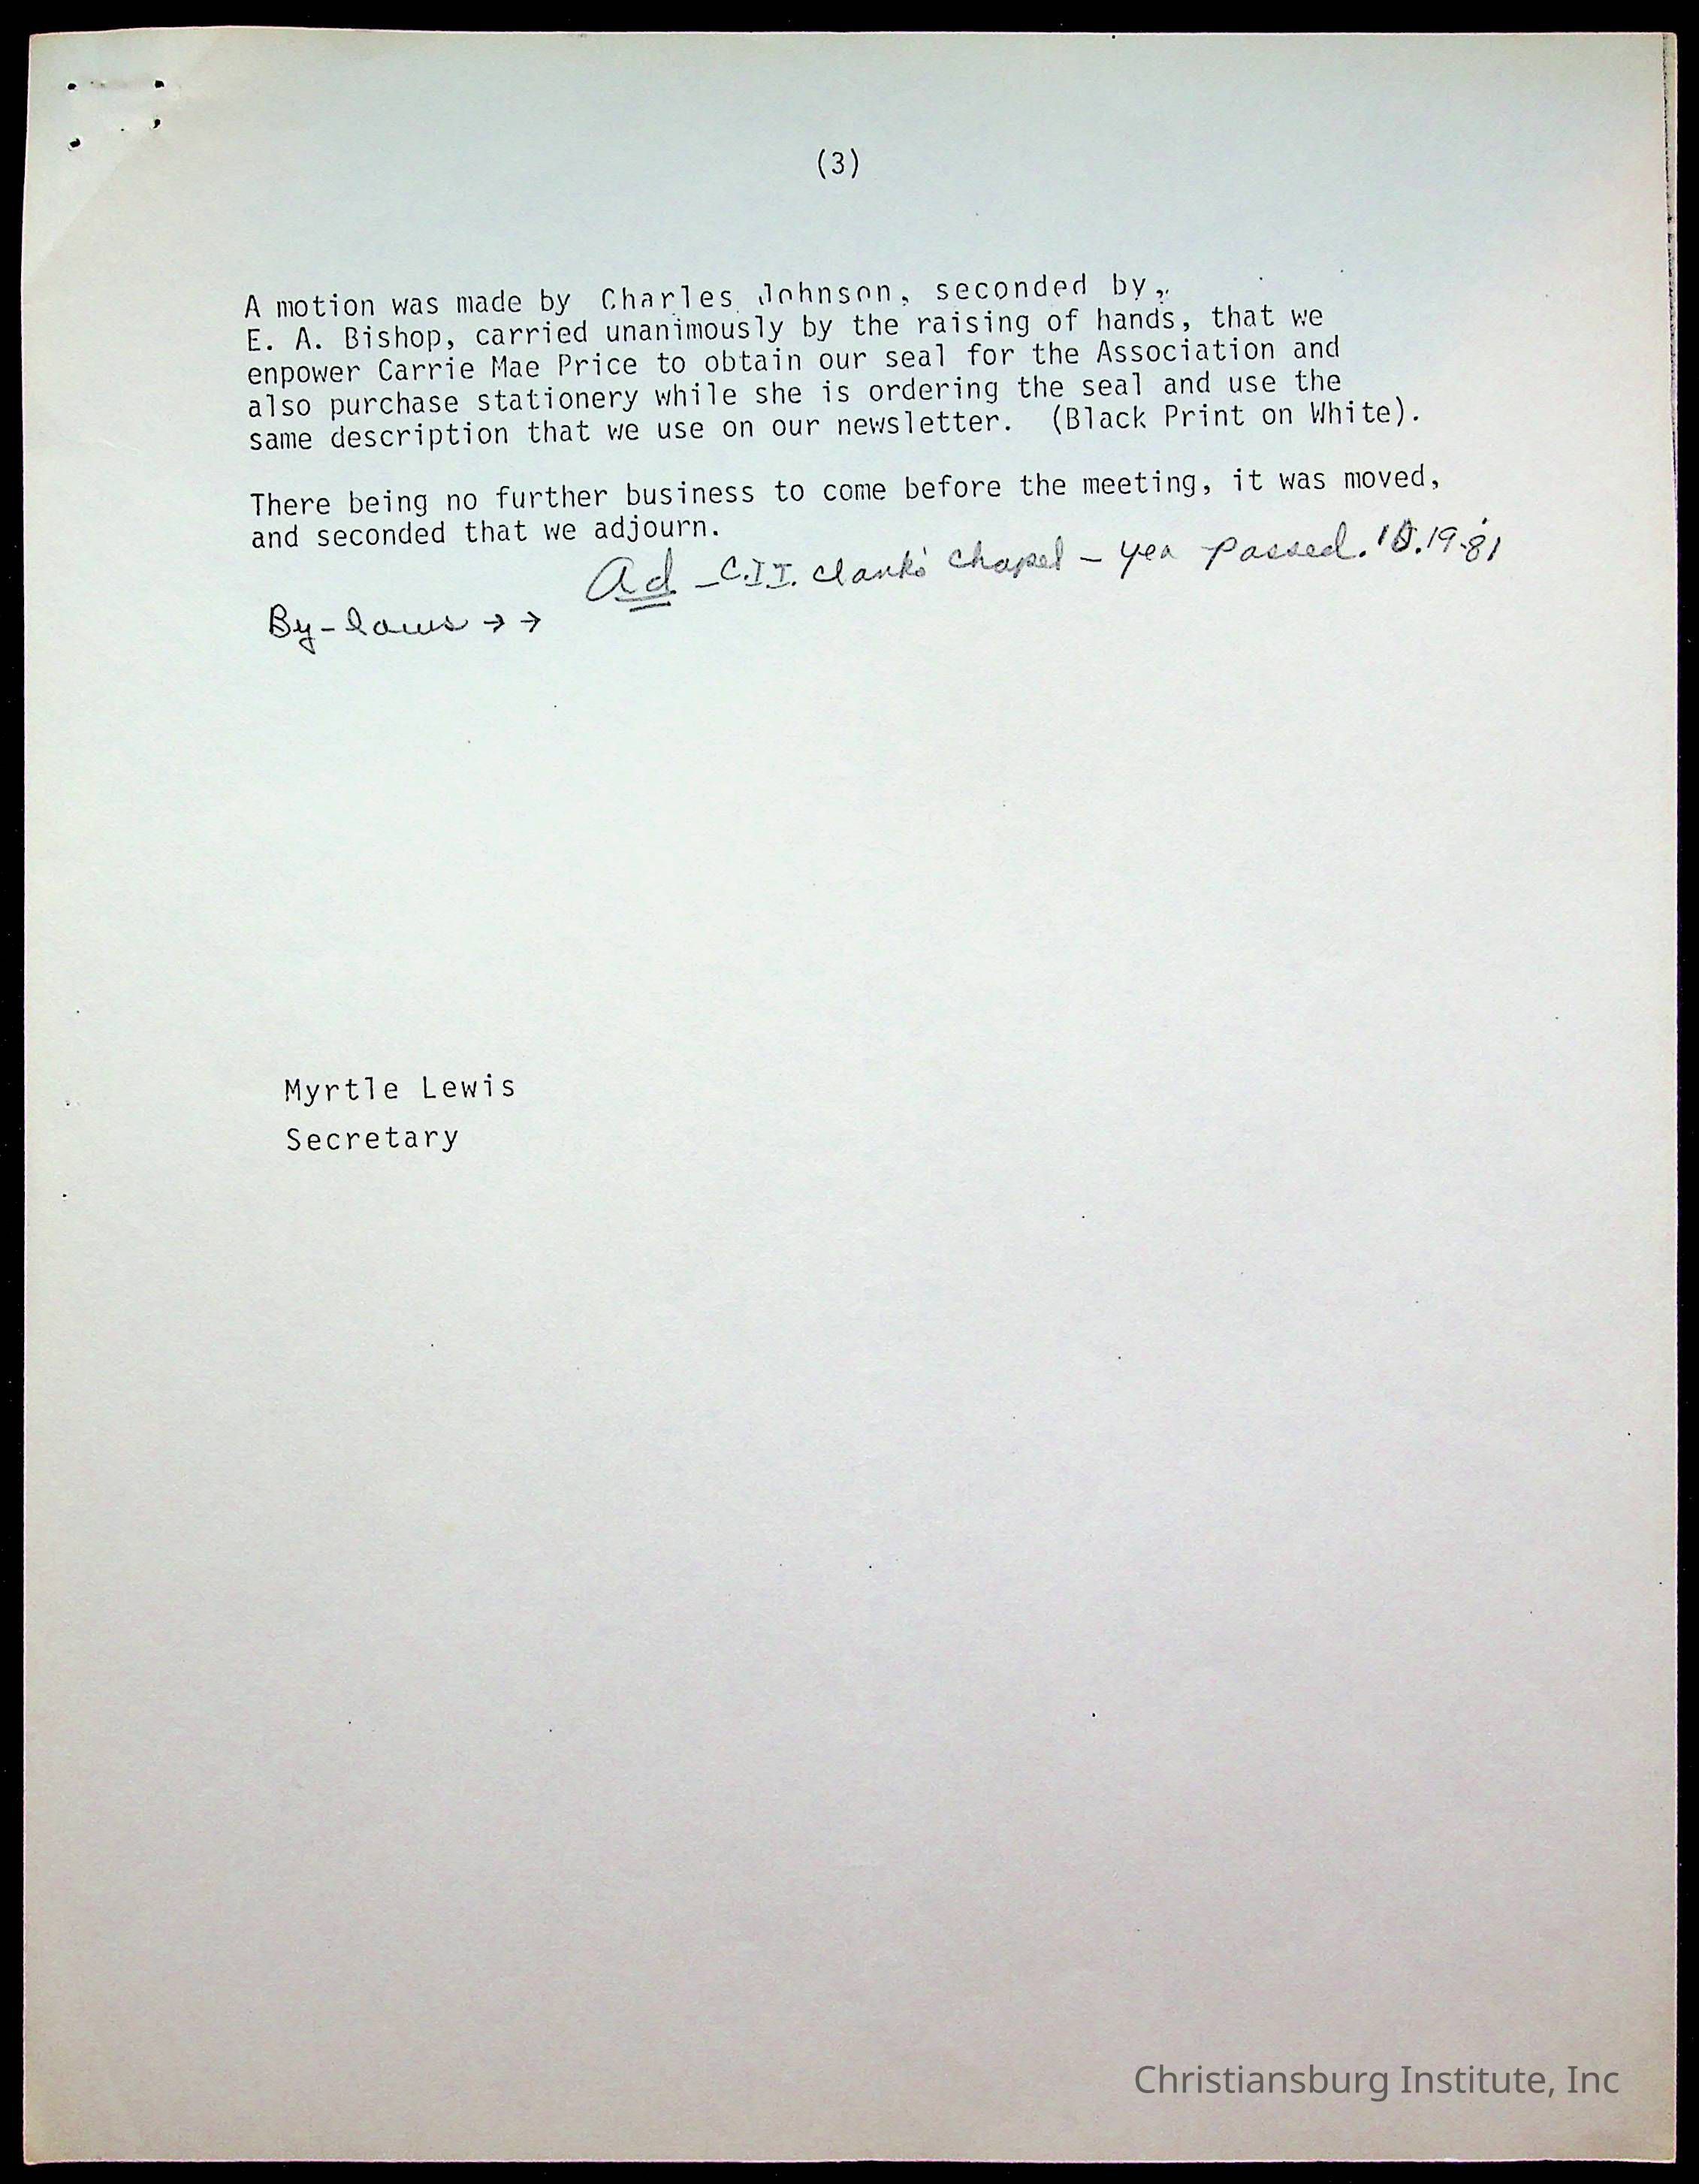 (3)
A motion was made by Charles Johnson, seconded by,
E. A. Bishop, carried unanimously by the raising of hands, that we
enpower Carrie Mae Price to obtain our seal for the Association and
also purchase stationery while she is ordering the seal and use the
same description that we use on our newsletter. (Black Print on White).
There being no further business to come before the meeting, it was moved,
and seconded that we adjourn.
Ad - C.I I. Clark's Chapel - yea passed. 19.81
By-laws → →
Myrtle Lewis
Secretary
Christiansburg Institute, Inc